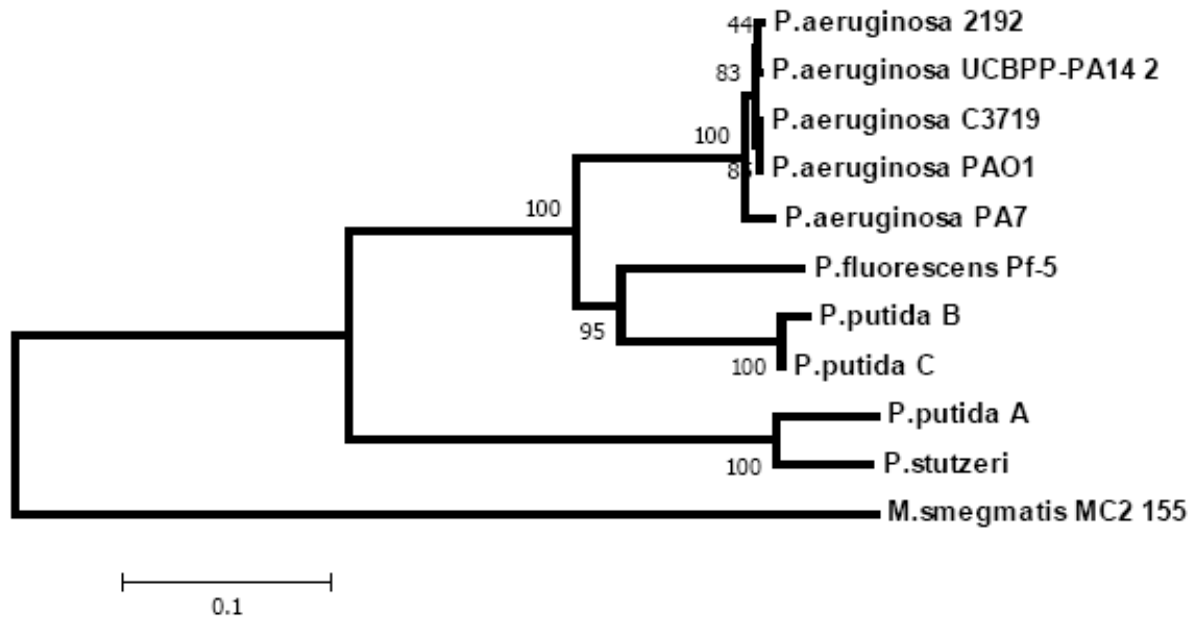 44
P.aeruginosa 2192
83
P.aeruginosa UCBPP-PA14 2
P.aeruginosa C3719
100
P.aeruginosa PAO1
100
P.aeruginosa PA7
P.fluorescens Pf-5
P.putida B
95
100
P.putida C
P.putida A
100
P.stutzeri
M.smegmatis MC2 155
0.1